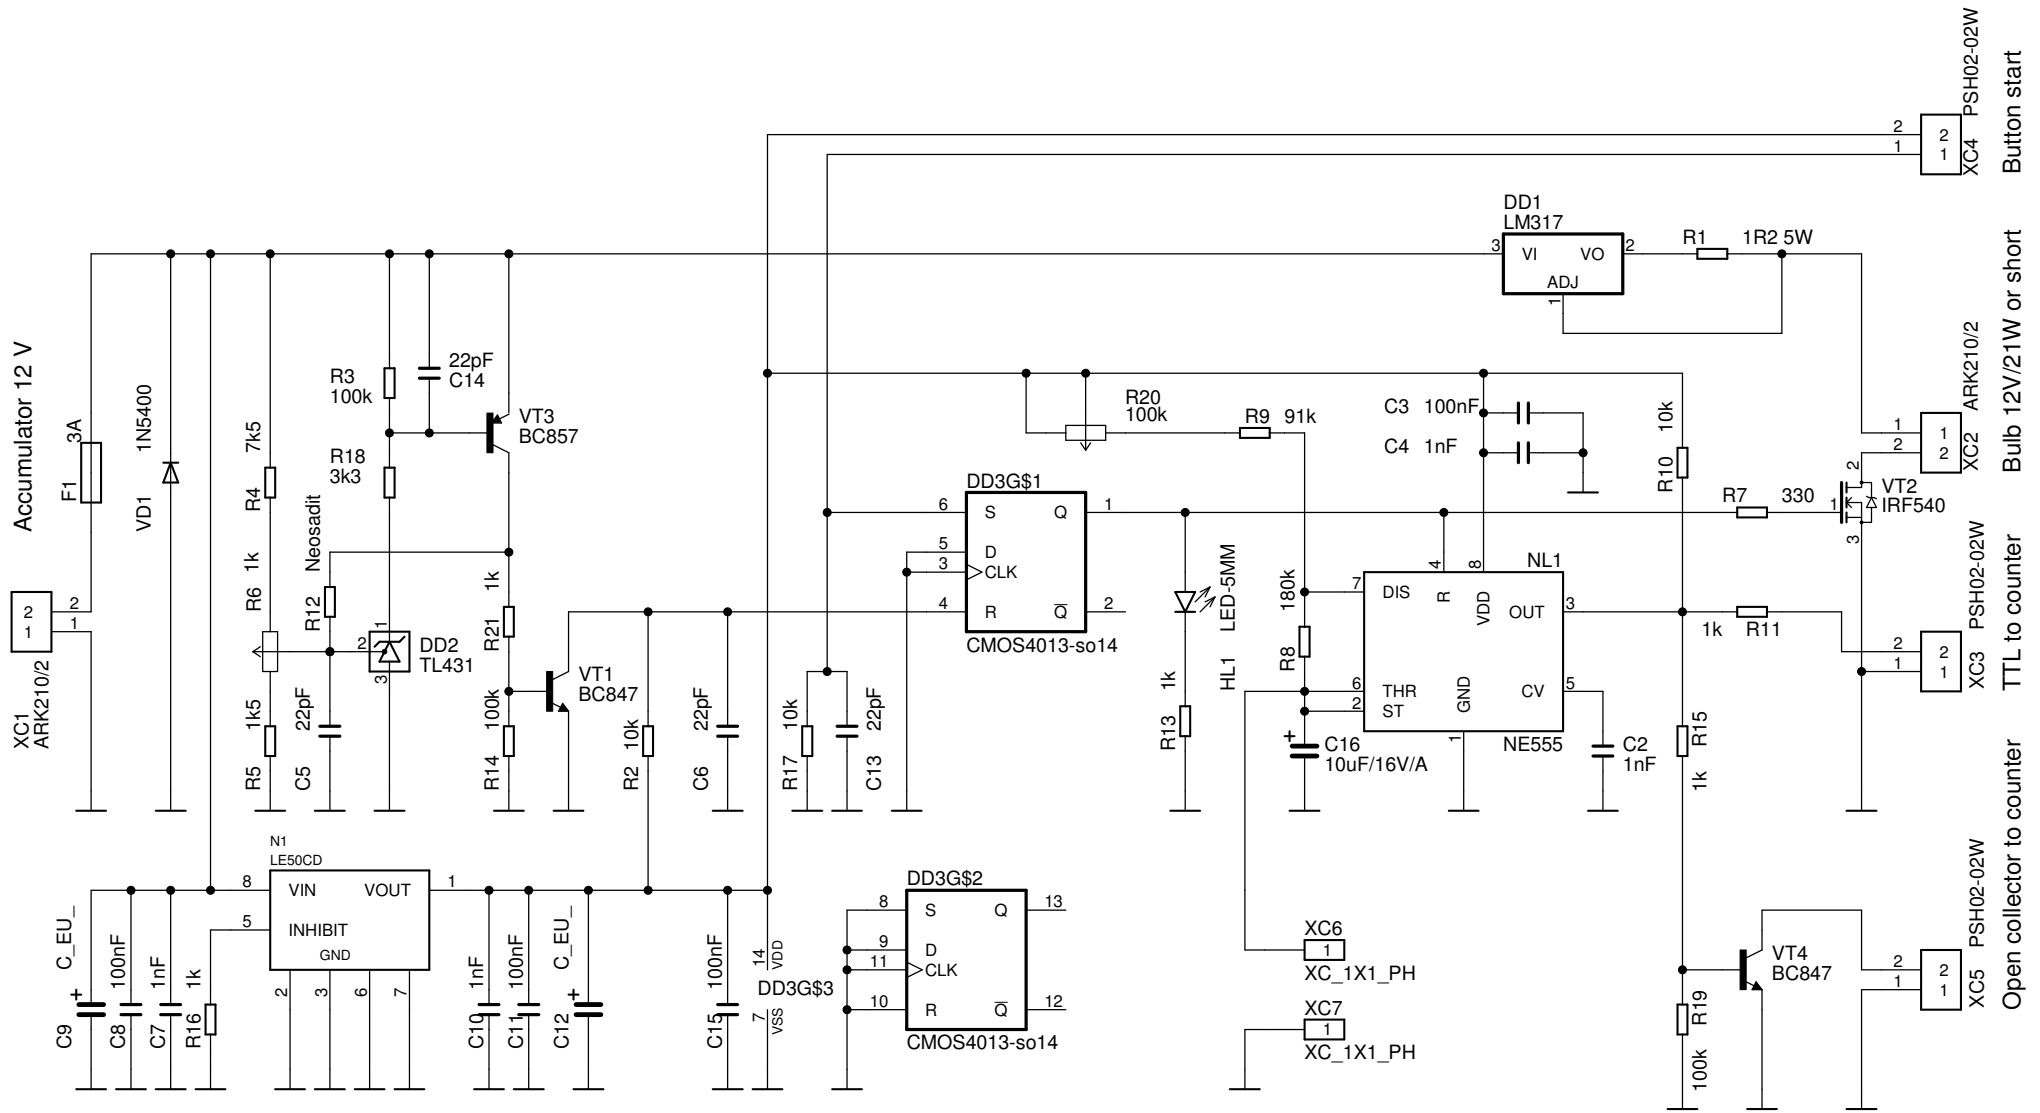 PSH02-02W
2
1
2
1
XC4
Button start
DD1
LM317
3
VI
VO
2
ADJ
1
R1
1R2 5W
Bulb 12V/21W or short
ARK210/2
1
2
1
2
XC2
Accumulator 12 V
F1
3A
VD1
1N5400
R4
7k5
R3
100k
22pF
C14
VT3
BC857
R18
3k3
R20
100k
R9
91k
C3
100nF
C4
1nF
R10
10k
R7
330
2
1
3
VT2
IRF540
XC1
ARK210/2
2
1
2
1
R6
1k
Neosadit
R12
2
1
3
DD2
TL431
R21
1k
VT1
BC847
R5
1k5
C5
22pF
R14
100k
R2
10k
C6
22pF
R17
10k
C13
22pF
DD3G$1
6
S
Q
1
5
D
3
CLK
4
R
Q
2
CMOS4013-so14
HL1
LED-5MM
R13
1k
R8
180k
C16
10uF/16V/A
+
NL1
4
8
7
DIS
R
VDD
OUT
3
6
THR
2
ST
GND
CV
5
1
NE555
C2
1nF
1k
R11
2
1
2
1
XC3
PSH02-02W
TTL to counter
R15
1k
N1
LE50CD
8
VIN
VOUT
1
5
INHIBIT
GND
2
3
6
7
C9
C_EU_
+
C8
100nF
C7
1nF
R16
1k
C10
1nF
C11
100nF
C12
C_EU_
+
C15
100nF
14
VDD
DD3G$3
7
VSS
DD3G$2
8
S
Q
13
9
D
11
CLK
10
R
Q
12
CMOS4013-so14
XC6
1
XC_1X1_PH
XC7
1
XC_1X1_PH
R19
100k
VT4
BC847
2
1
2
1
XC5
PSH02-02W
Open collector to counter